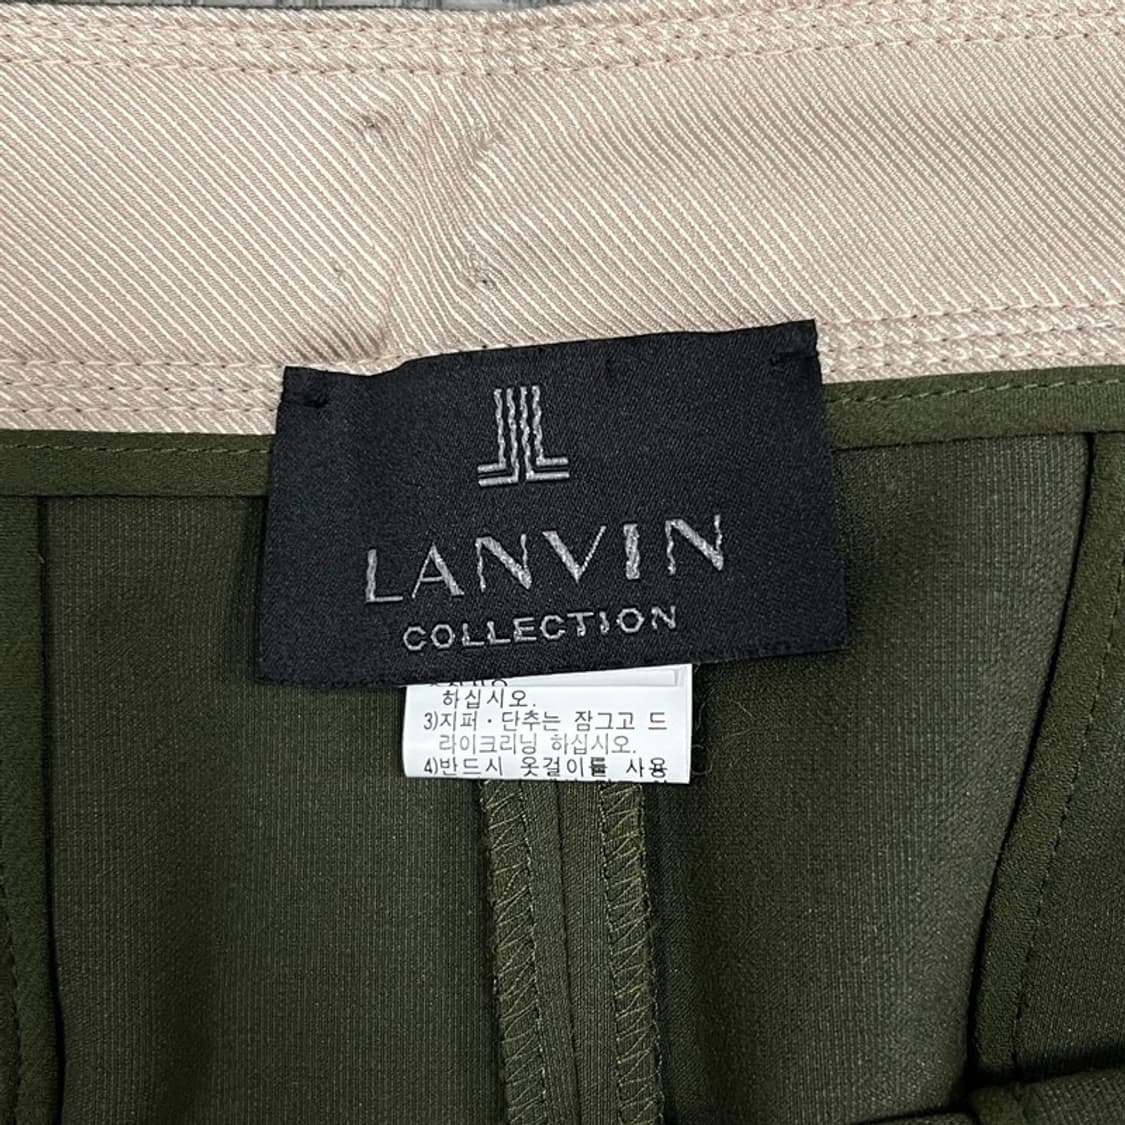 LANVIN
COLLECTION
하십시오.
3)지퍼·단추는 잠그고 드
라이크리닝 하십시오.
4)반드시 옷걸이를 사용